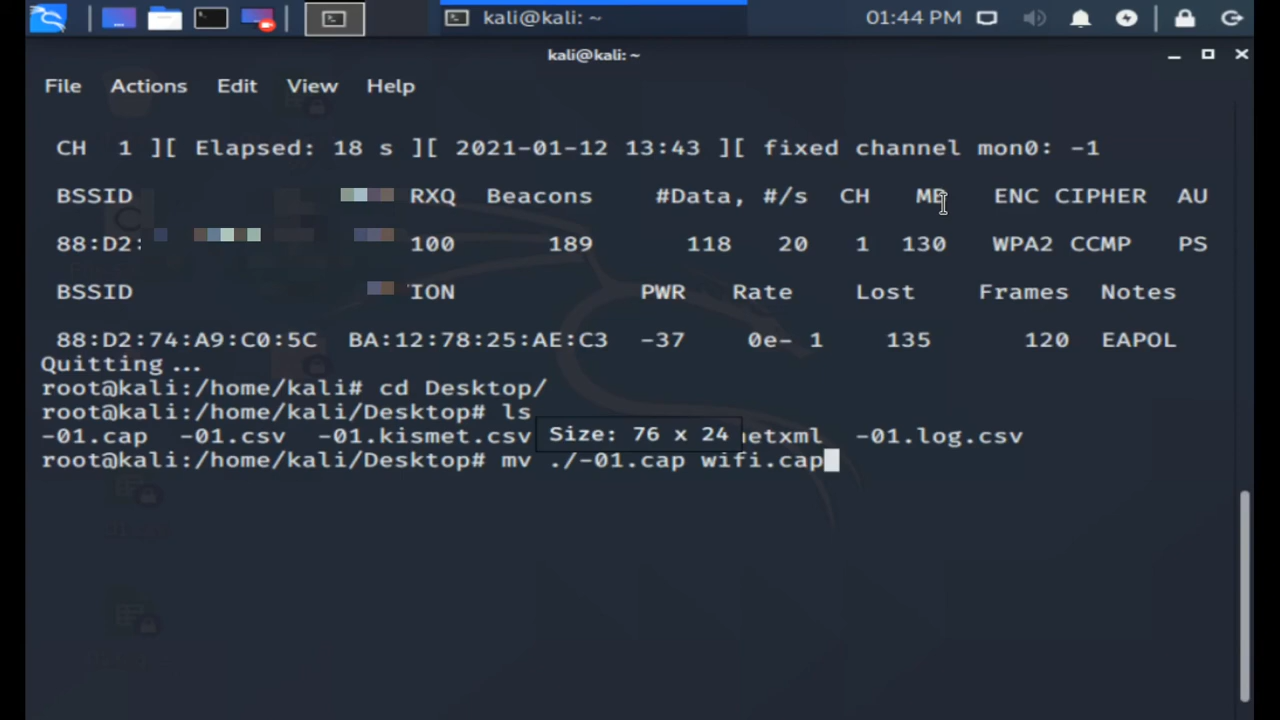 kali@kali: ~
01:44 PM
kali@kali: ~
File Actions Edit View Help
CH 1 ][ Elapsed: 18 s ][ 2021-01-12 13:43 ][ fixed channel mon0: -1
BSSID RXQ Beacons #Data, #/s CH MB ENC CIPHER AU
88:D2: 100 189 118 20 1 130 WPA2 CCMP PS
BSSID ION PWR Rate Lost Frames Notes
88:D2:74:A9:C0:5C BA:12:78:25:AE:C3 -37 0e- 1 135 120 EAPOL
Quitting ...
root@kali:/home/kali# cd Desktop/
root@kali:/home/kali/Desktop# ls
-01.cap -01.csv -01.kismet.csv Size: 76 x 24 netxml -01.log.csv
root@kali:/home/kali/Desktop# mv ./-01.cap wifi.cap